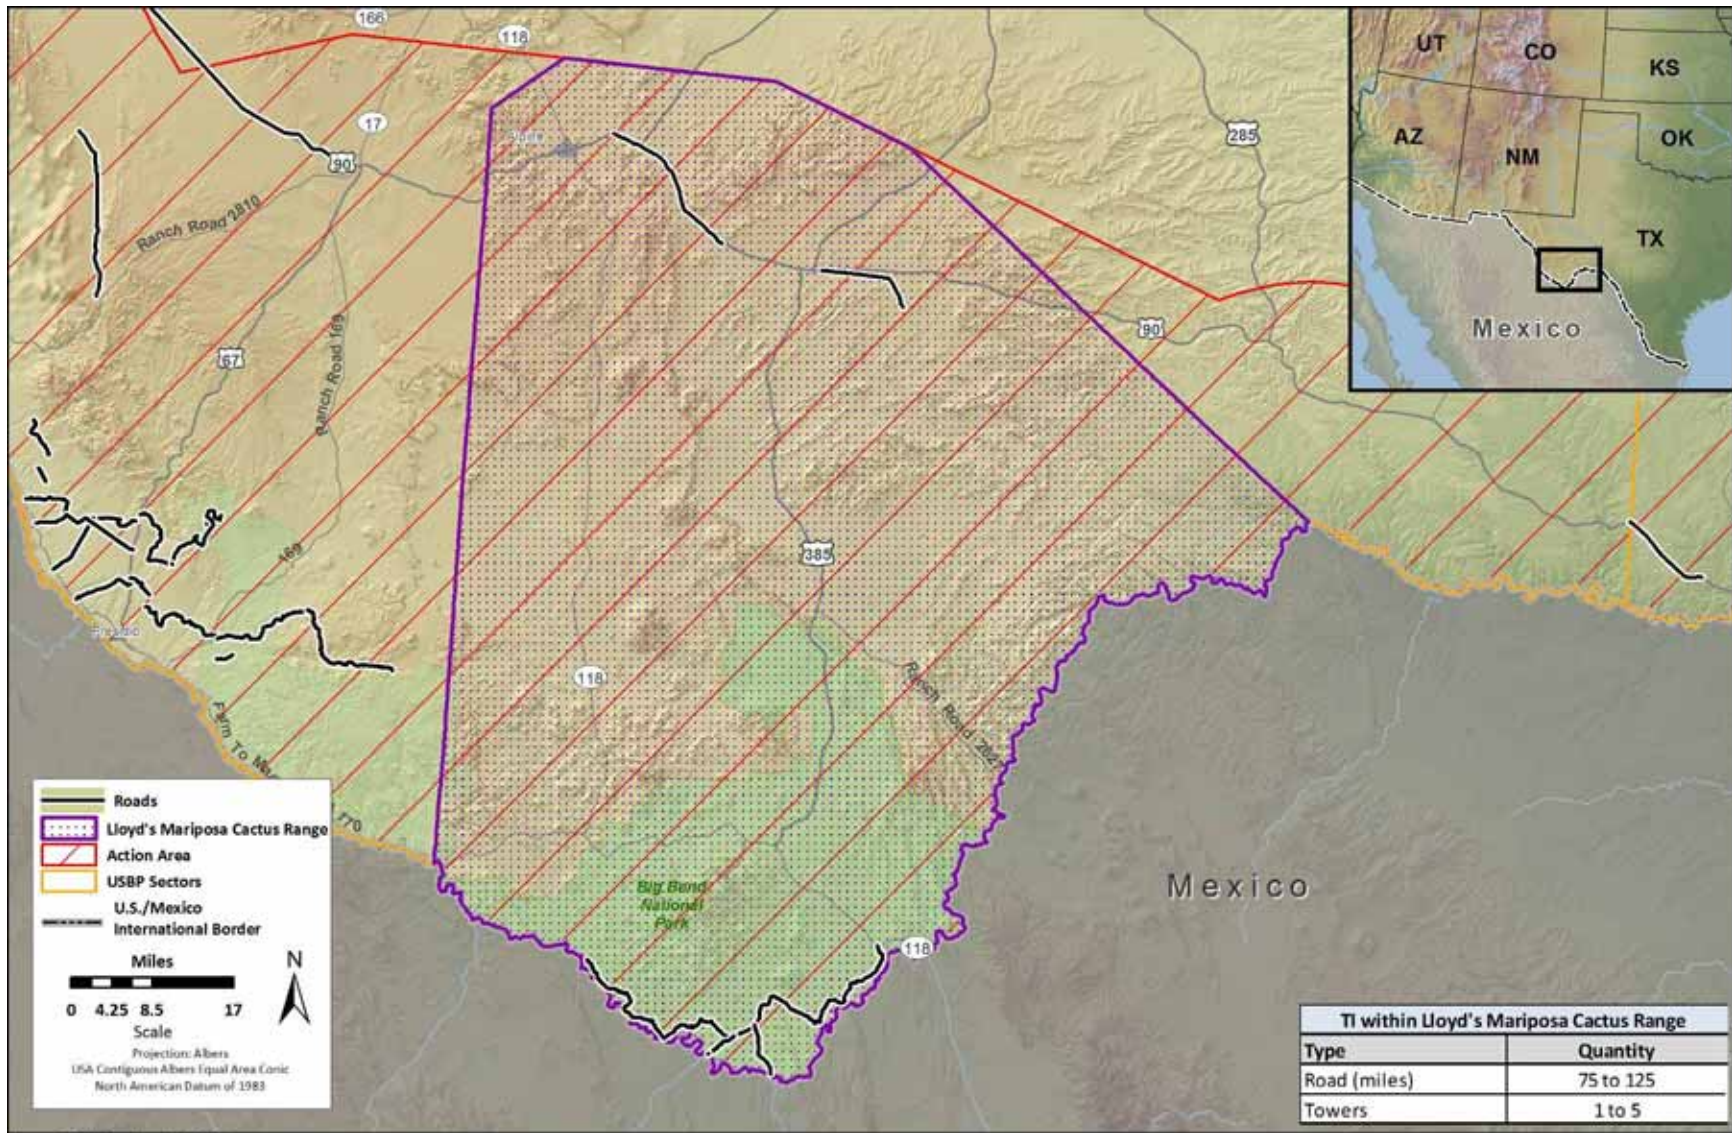 166
118
UT
CO
KS
17
285
Alpine
90
AZ
NM
OK
Ranch Road 2810
TX
67
Ranch Road 169
90
Mexico
385
169
Presidio
118
Ranch Road 2627
Farm To
170
Roads
Lloyd's Mariposa Cactus Range
Action Area
USBP Sectors
U.S./Mexico
International Border
Miles
N
0 4.25 8.5 17
Scale
Projection: Albers
USA Contiguous Albers Equal Area Conic
North American Datum of 1983
Big Bend
National
Park
Mexico
118
TI within Lloyd's Mariposa Cactus Range
Type Quantity
Road (miles) 75 to 125
Towers 1 to 5